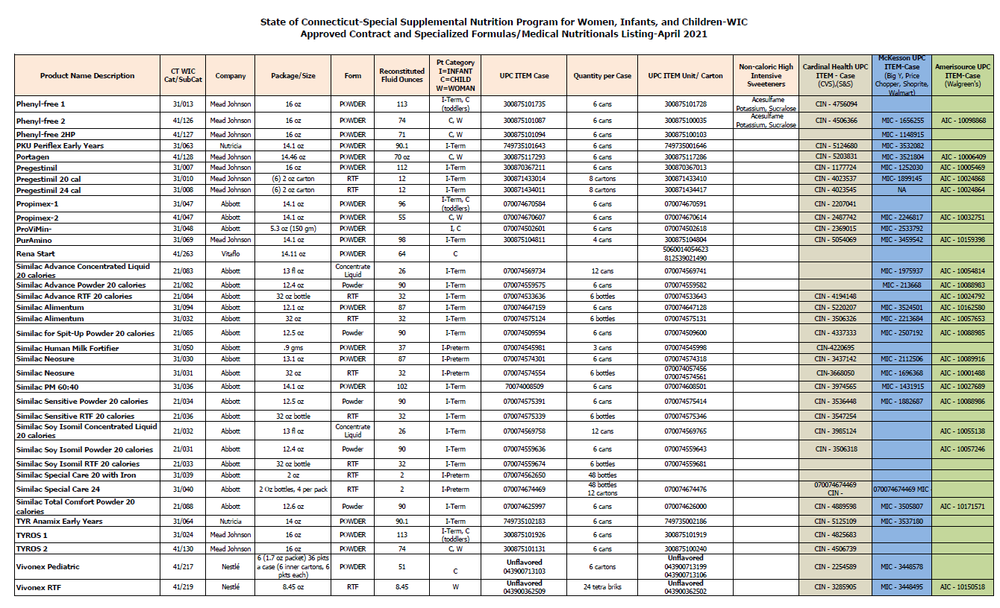 State of Connecticut-Special Supplemental Nutrition Program for Women, Infants, and Children-WIC
Approved Contract and Specialized Formulas/Medical Nutritionals Listing-April 2021
Product Name Description CT WIC Cat/SubCat Company Package/Size Form Reconstituted Fluid Ounces Pt Category I=INFANT C=CHILD W=WOMAN UPC ITEM Case Quantity per Case UPC ITEM Unit/ Carton Non-caloric High Intensive Sweeteners Cardinal Health UPC ITEM - Case (CVS),(S&S) McKesson UPC ITEM-Case (Big Y, Price Chopper, Shoprite, Walmart) Amerisource UPC ITEM-Case (Walgreen's)
Phenyl-free 1 31/013 Mead Johnson 16 oz POWDER 113 I-Term, C (toddlers) 300875101735 6 cans 300875101728 Acesulfame Potassium, Sucralose CIN - 4756094
Phenyl-free 2 41/126 Mead Johnson 16 oz POWDER 74 C, W 300875101087 6 cans 300875100035 Acesulfame Potassium, Sucralose CIN - 4506366 MIC - 1656255 AIC - 10098868
Phenyl-free 2HP 41/127 Mead Johnson 16 oz POWDER 71 C, W 300875101094 6 cans 300875100103 MIC - 1148915
PKU Periflex Early Years 31/063 Nutricia 14.1 oz POWDER 90.1 I-Term 749735101643 6 cans 749735001643 CIN - 5124680 MIC - 3532082
Portagen 41/128 Mead Johnson 14.46 oz POWDER 70 oz C, W 300875117293 6 cans 300875117286 CIN - 5203831 MIC - 3521804 AIC - 10006409
Pregestimil 31/007 Mead Johnson 16 oz POWDER 112 I-Term 300870367211 6 cans 300870367013 CIN - 1177724 MIC - 1252030 AIC - 10005469
Pregestimil 20 cal 31/010 Mead Johnson (6) 2 oz carton RTF 12 I-Term 300871433014 8 cartons 300871433410 CIN - 4023537 MIC- 1899145 AIC - 10024868
Pregestimil 24 cal 31/008 Mead Johnson (6) 2 oz carton RTF 12 I-Term 300871434011 8 cartons 300871434417 CIN - 4023545 NA AIC - 10024864
Propimex-1 31/047 Abbott 14.1 oz POWDER 96 I-Term, C (toddlers) 070074670584 6 cans 070074670591 CIN - 2207041
Propimex-2 41/047 Abbott 14.1 oz POWDER 55 C, W 070074670607 6 cans 070074670614 CIN - 2487742 MIC - 2246817 AIC - 10032751
ProViMin- 31/048 Abbott 5.3 oz (150 gm) POWDER I, C 070074502601 6 cans 070074502618 CIN - 2369015 MIC - 2533792
PurAmino 31/069 Mead Johnson 14.1 oz POWDER 98 I-Term 300875104811 4 cans 300875104804 CIN - 5054069 MIC - 3459542 AIC - 10159398
Rena Start 41/263 Vitaflo 14.11 oz POWDER 64 C 5060014054623 812539021490
Similac Advance Concentrated Liquid 20 calories 21/083 Abbott 13 fl oz Concentrate Liquid 26 I-Term 070074569734 12 cans 070074569741 MIC - 1975937 AIC - 10054814
Similac Advance Powder 20 calories 21/082 Abbott 12.4 oz Powder 90 I-Term 070074559575 6 cans 070074559582 MIC - 213668 AIC - 10088983
Similac Advance RTF 20 calories 21/084 Abbott 32 oz bottle RTF 32 I-Term 070074533636 6 bottles 070074533643 CIN - 4194148 AIC - 10024792
Similac Alimentum 31/094 Abbott 12.1 oz POWDER 87 I-Term 070074647159 6 cans 070074647128 CIN - 5220207 MIC - 3524501 AIC - 10162580
Similac Alimentum 31/032 Abbott 32 oz RTF 32 I-Term 070074575124 6 bottles 070074575131 CIN - 3506326 MIC - 2213684 AIC - 10057653
Similac for Spit-Up Powder 20 calories 21/085 Abbott 12.5 oz Powder 90 I-Term 070074509594 6 cans 070074509600 CIN - 4337333 MIC - 2507192 AIC - 10088985
Similac Human Milk Fortifier 31/050 Abbott .9 gms POWDER 37 I-Preterm 070074545981 3 cans 070074545998 CIN-4220695
Similac Neosure 31/030 Abbott 13.1 oz POWDER 87 I-Preterm 070074574301 6 cans 070074574318 CIN - 3437142 MIC - 2112506 AIC - 10089916
Similac Neosure 31/031 Abbott 32 oz RTF 32 I-Preterm 070074574554 6 bottles 070074057456 070074574561 CIN-3668050 MIC - 1696368 AIC - 10001488
Similac PM 60:40 31/036 Abbott 14.1 oz POWDER 102 I-Term 70074008509 6 cans 070074608501 CIN - 3974565 MIC - 1431915 AIC - 10027689
Similac Sensitive Powder 20 calories 21/034 Abbott 12.5 oz Powder 90 I-Term 070074575391 6 cans 070074575414 CIN - 3536448 MIC - 1882687 AIC - 10088986
Similac Sensitive RTF 20 calories 21/036 Abbott 32 oz bottle RTF 32 I-Term 070074575339 6 bottles 070074575346 CIN - 3547254
Similac Soy Isomil Concentrated Liquid 20 calories 21/032 Abbott 13 fl oz Concentrate Liquid 26 I-Term 070074569758 12 cans 070074569765 CIN - 3985124 AIC - 10055138
Similac Soy Isomil Powder 20 calories 21/031 Abbott 12.4 oz Powder 90 I-Term 070074559636 6 cans 070074559643 CIN - 3506318 AIC - 10057246
Similac Soy Isomil RTF 20 calories 21/033 Abbott 32 oz bottle RTF 32 I-Term 070074559674 6 bottles 070074559681
Similac Special Care 20 with Iron 31/039 Abbott 2 oz RTF 2 I-Preterm 070074562650 48 bottles
Similac Special Care 24 31/040 Abbott 2 Oz bottles, 4 per pack RTF 2 I-Preterm 070074674469 48 bottles 12 cartons 070074674476 070074674469 CIN - 070074674469 MIC -
Similac Total Comfort Powder 20 calories 21/088 Abbott 12.6 oz Powder 90 I-Term 070074625997 6 cans 070074626000 CIN - 4889598 MIC - 3505807 AIC - 10171571
TYR Anamix Early Years 31/064 Nutricia 14 oz POWDER 90.1 I-Term 749735102183 6 cans 749735002186 CIN - 5125109 MIC - 3537180
TYROS 1 31/024 Mead Johnson 16 oz POWDER 113 I-Term, C (toddlers) 300875101926 6 cans 300875101919 CIN - 4825683
TYROS 2 41/130 Mead Johnson 16 oz POWDER 74 C, W 300875101131 6 cans 300875100240 CIN - 4506739
Vivonex Pediatric 41/217 Nestlé 6 (1.7 oz packet) 36 pkts a case (6 inner cartons, 6 pkts each) POWDER 51 C Unflavored 043900713103 6 cartons Unflavored 043900713199 043900713106 CIN - 2254589 MIC - 3448578
Vivonex RTF 41/219 Nestlé 8.45 oz RTF 8.45 W Unflavored 043900362509 24 tetra briks Unflavored 043900362502 CIN - 3285905 MIC - 3448495 AIC - 10150518